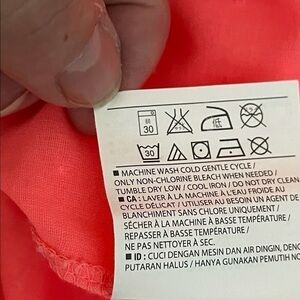 30
低
30
■ MACHINE WASH COLD GENTLE CYCLE /
ONLY NON-CHLORINE BLEACH WHEN NEEDED /
TUMBLE DRY LOW / COOL IRON / DO NOT DRY CLEAN
■ CA : LAVER À LA MACHINE À L'EAU FROIDE AU
CYCLE DÉLICAT / UTILISER AU BESOIN UN AGENT DE
BLANCHIMENT SANS CHLORE UNIQUEMENT /
SÉCHER À LA MACHINE À BASSE TEMPÉRATURE /
REPASSER À BASSE TEMPÉRATURE /
NE PAS NETTOYER À SEC.
■ ID : CUCI DENGAN MESIN DAN AIR DINGIN, DENG
PUTARAN HALUS / HANYA GUNAKAN PEMUTIH NON